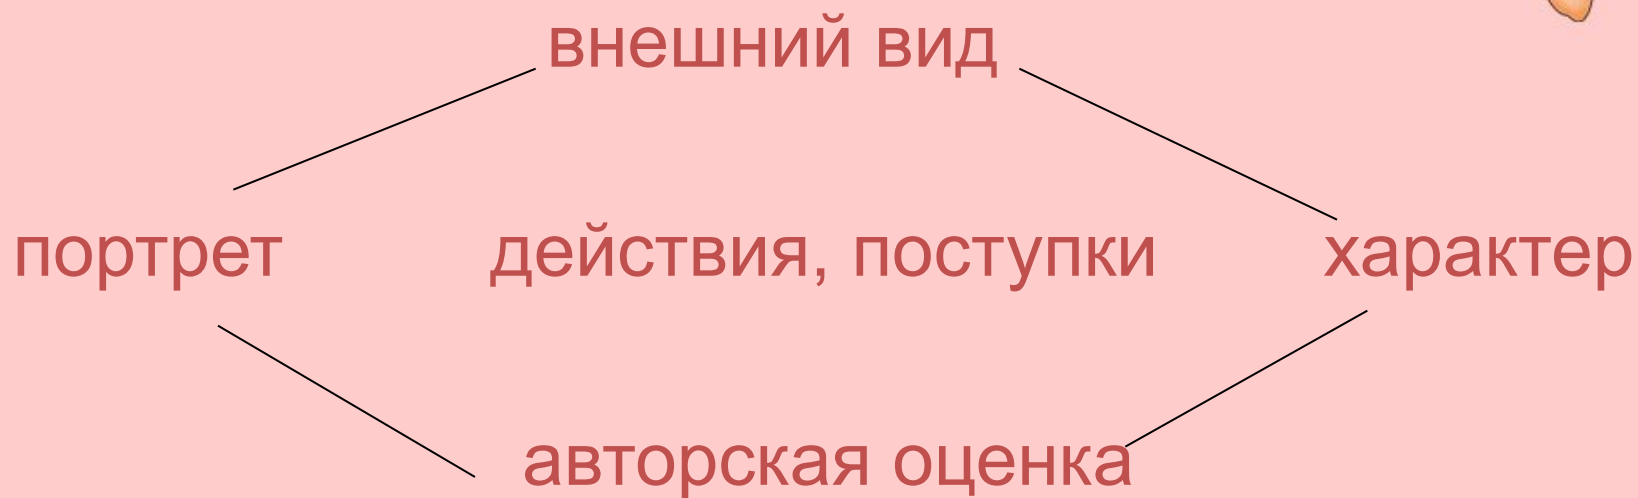 внешний вид
портрет действия, поступки характер
авторская оценка